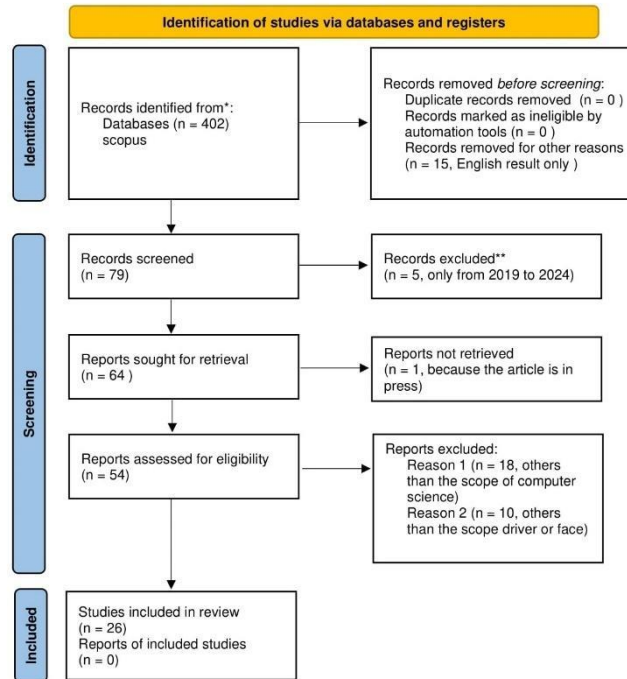 Identification of studies via databases and registers
Identification
Records identified from*:
Databases (n = 402)
scopus
Records removed before screening:
Duplicate records removed (n = 0 )
Records marked as ineligible by
automation tools (n = 0 )
Records removed for other reasons
(n = 15, English result only )
Screening
Records screened
(n = 79)
Records excluded**
(n = 5, only from 2019 to 2024)
Reports sought for retrieval
(n = 64 )
Reports not retrieved
(n = 1, because the article is in
press)
Reports assessed for eligibility
(n = 54)
Reports excluded:
Reason 1 (n = 18, others
than the scope of computer
science)
Reason 2 (n = 10, others
than the scope driver or face)
Included
Studies included in review
(n = 26)
Reports of included studies
(n = 0)